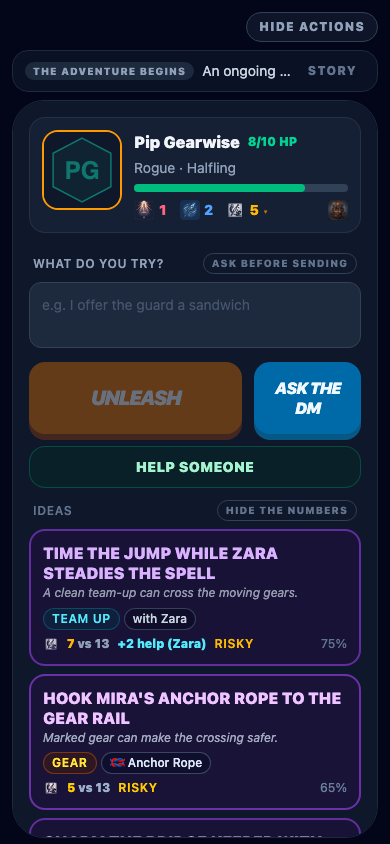 HIDE ACTIONS
THE ADVENTURE BEGINS An ongoing ... STORY
PG
Pip Gearwise 8/10 HP
Rogue · Halfling
1 2 5
WHAT DO YOU TRY? ASK BEFORE SENDING
e.g. I offer the guard a sandwich
UNLEASH
ASK THE
DM
HELP SOMEONE
IDEAS HIDE THE NUMBERS
TIME THE JUMP WHILE ZARA
STEADIES THE SPELL
A clean team-up can cross the moving gears.
TEAM UP with Zara
7 vs 13 +2 help (Zara) RISKY 75%
HOOK MIRA'S ANCHOR ROPE TO THE
GEAR RAIL
Marked gear can make the crossing safer.
GEAR Anchor Rope
5 vs 13 RISKY 65%